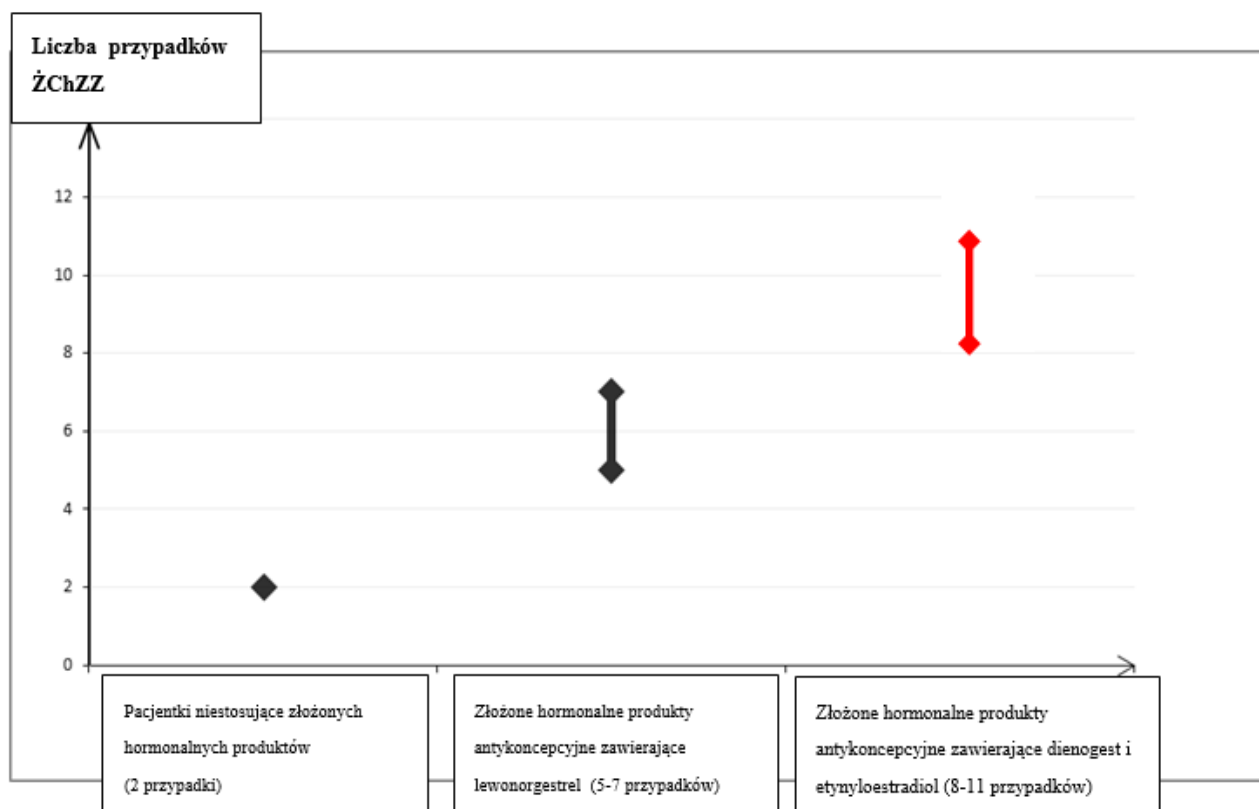 Liczba przypadków
ŻChZZ
12
10
8
6
4
2
0
Pacjentki niestosujące złożonych
hormonalnych produktów
(2 przypadki)
Złożone hormonalne produkty
antykoncepcyjne zawierające
lewonorgestrel (5-7 przypadków)
Złożone hormonalne produkty
antykoncepcyjne zawierające dienogest i
etynyloestradiol (8-11 przypadków)